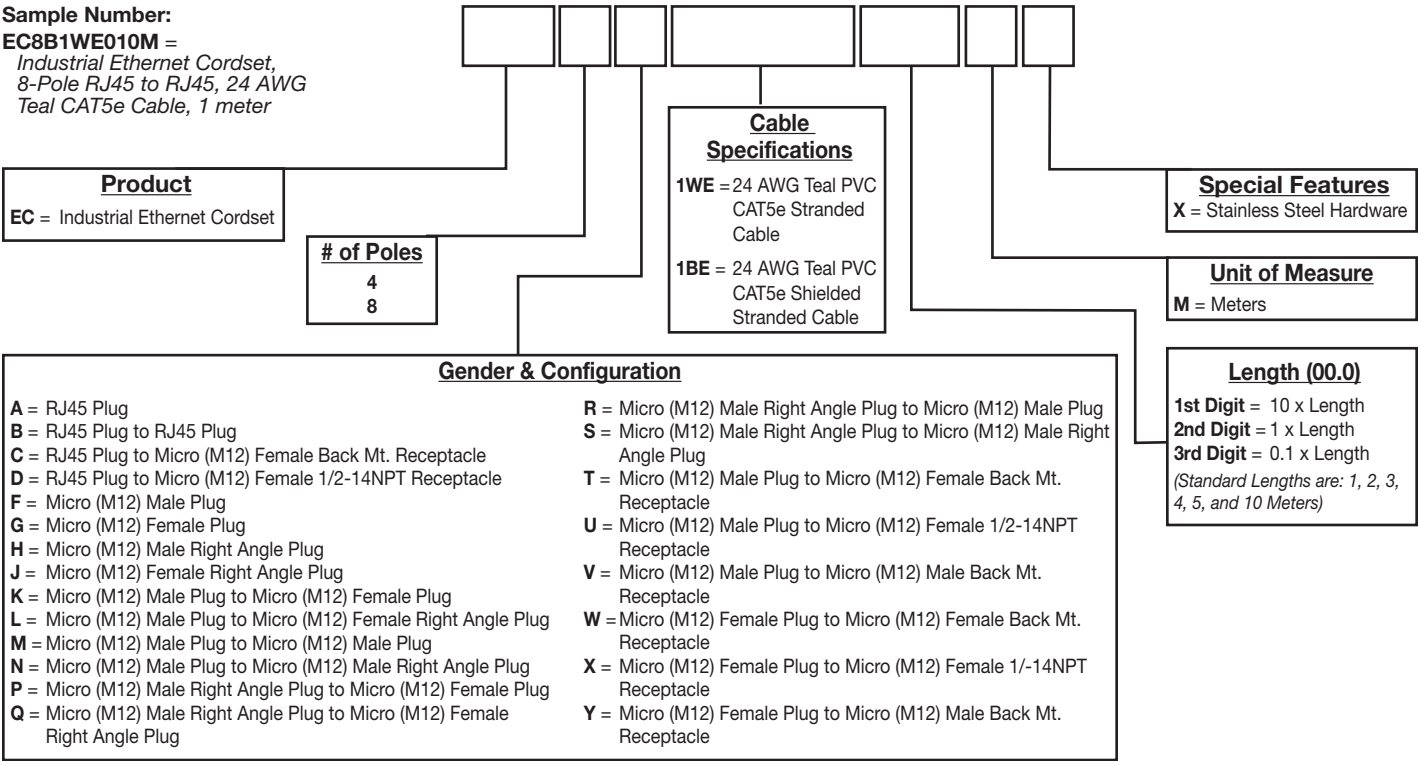 Sample Number:
EC8B1WE010M =
Industrial Ethernet Cordset,
8-Pole RJ45 to RJ45, 24 AWG
Teal CAT5e Cable, 1 meter
Product
EC = Industrial Ethernet Cordset
# of Poles
4
8
Cable
Specifications
1WE = 24 AWG Teal PVC
CAT5e Stranded
Cable
1BE = 24 AWG Teal PVC
CAT5e Shielded
Stranded Cable
Special Features
X = Stainless Steel Hardware
Unit of Measure
M = Meters
Length (00.0)
1st Digit = 10 x Length
2nd Digit = 1 x Length
3rd Digit = 0.1 x Length
(Standard Lengths are: 1, 2, 3,
4, 5, and 10 Meters)
Gender & Configuration
A = RJ45 Plug
B = RJ45 Plug to RJ45 Plug
C = RJ45 Plug to Micro (M12) Female Back Mt. Receptacle
D = RJ45 Plug to Micro (M12) Female 1/2-14NPT Receptacle
F = Micro (M12) Male Plug
G = Micro (M12) Female Plug
H = Micro (M12) Male Right Angle Plug
J = Micro (M12) Female Right Angle Plug
K = Micro (M12) Male Plug to Micro (M12) Female Plug
L = Micro (M12) Male Plug to Micro (M12) Female Right Angle Plug
M = Micro (M12) Male Plug to Micro (M12) Male Plug
N = Micro (M12) Male Plug to Micro (M12) Male Right Angle Plug
P = Micro (M12) Male Right Angle Plug to Micro (M12) Female Plug
Q = Micro (M12) Male Right Angle Plug to Micro (M12) Female
Right Angle Plug
R = Micro (M12) Male Right Angle Plug to Micro (M12) Male Plug
S = Micro (M12) Male Right Angle Plug to Micro (M12) Male Right
Angle Plug
T = Micro (M12) Male Plug to Micro (M12) Female Back Mt.
Receptacle
U = Micro (M12) Male Plug to Micro (M12) Female 1/2-14NPT
Receptacle
V = Micro (M12) Male Plug to Micro (M12) Male Back Mt.
Receptacle
W = Micro (M12) Female Plug to Micro (M12) Female Back Mt.
Receptacle
X = Micro (M12) Female Plug to Micro (M12) Female 1/-14NPT
Receptacle
Y = Micro (M12) Female Plug to Micro (M12) Male Back Mt.
Receptacle